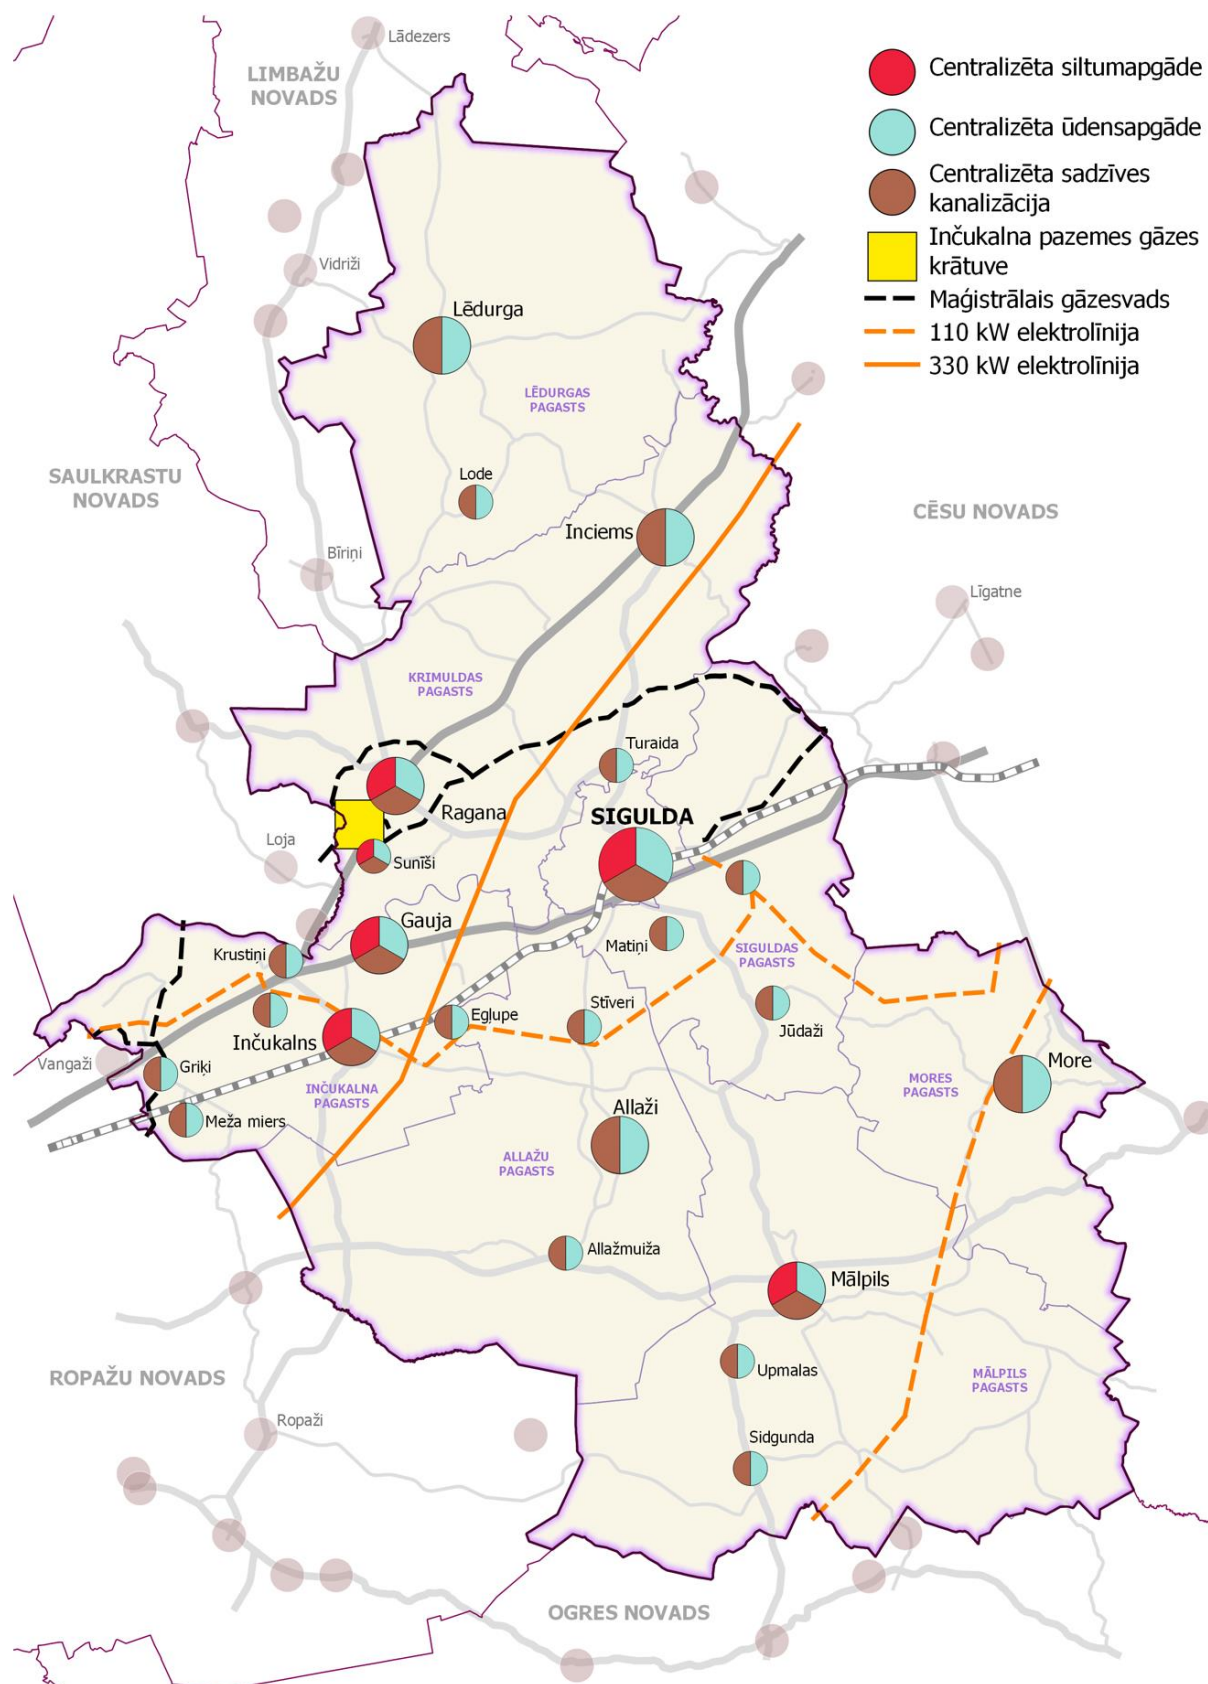 Lādezers
LIMBAŽU
NOVADS
Centralizēta siltumapgāde
Centralizēta ūdensapgāde
Centralizēta sadzīves
kanalizācija
Inčukalna pazemes gāzes
krātuve
Maģistrālais gāzesvads
110 kW elektrolīnija
330 kW elektrolīnija
Vidriži
Lēdurga
LĒDURGAS
PAGASTS
SAULKRASTU
NOVADS
Lode
Inciems
CĒSU NOVADS
Bīriņi
Līgatne
KRIMULDAS
PAGASTS
Turaida
Ragana
SIGULDA
Loja
Sunīši
Gauja
Krustiņi
Matiņi
SIGULDAS
PAGASTS
Stīveri
Egļupe
Jūdaži
Inčukalns
Vangaži
Griķi
More
INČUKALNA
PAGASTS
MORES
PAGASTS
Meža miers
Allaži
ALLAŽU
PAGASTS
Allažmuiža
Mālpils
Upmalas
ROPAŽU NOVADS
MĀLPILS
PAGASTS
Ropaži
Sidgunda
OGRES NOVADS